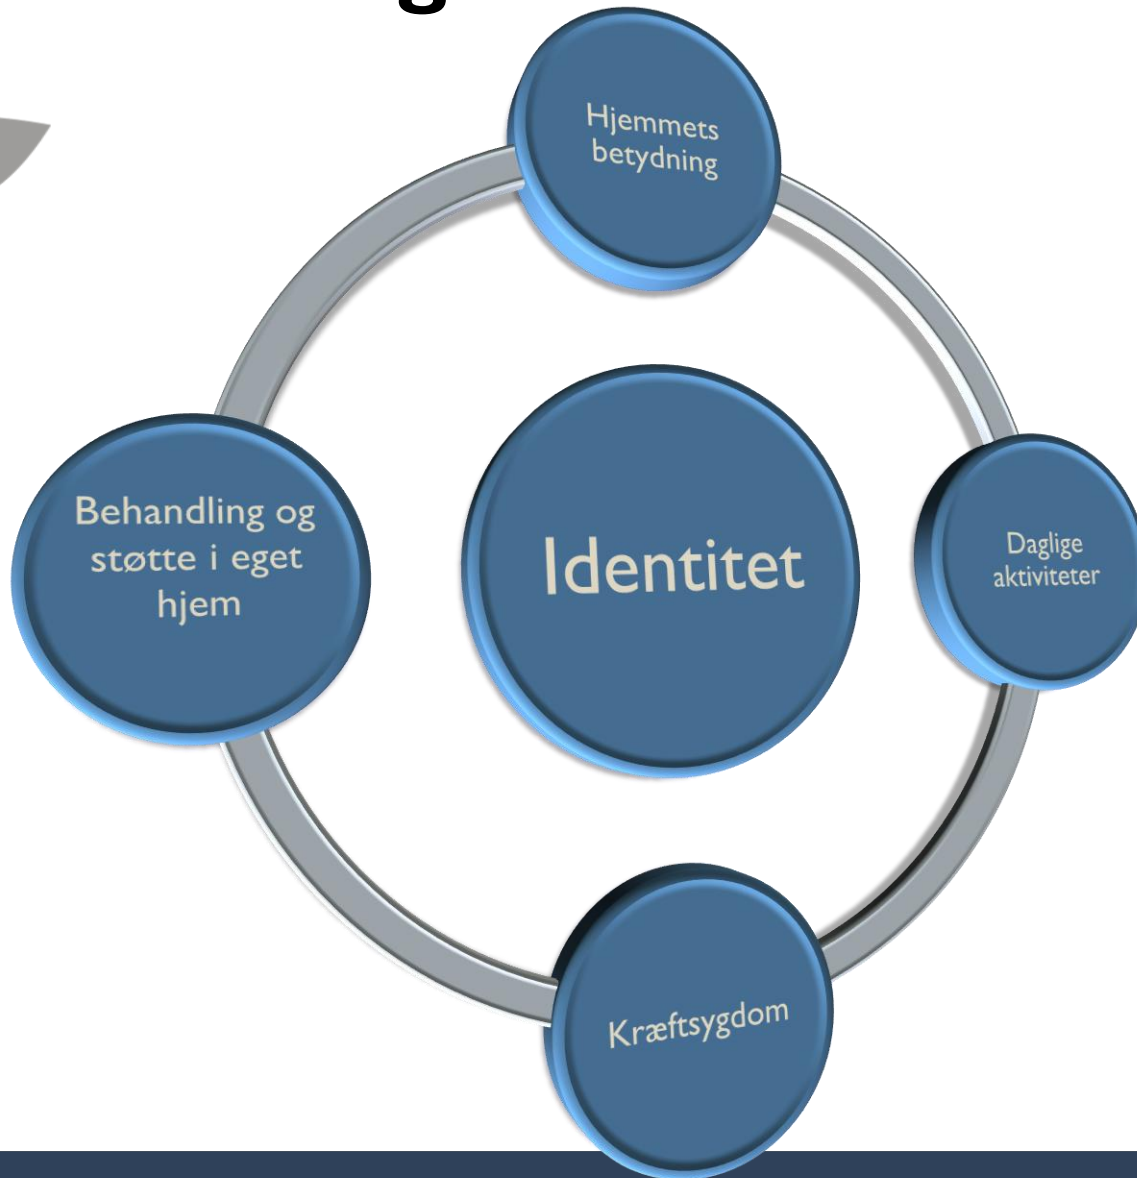 Hjemmets
betydning
Behandling og
støtte i eget
hjem
Identitet
Daglige
aktiviteter
Kræftsygdom